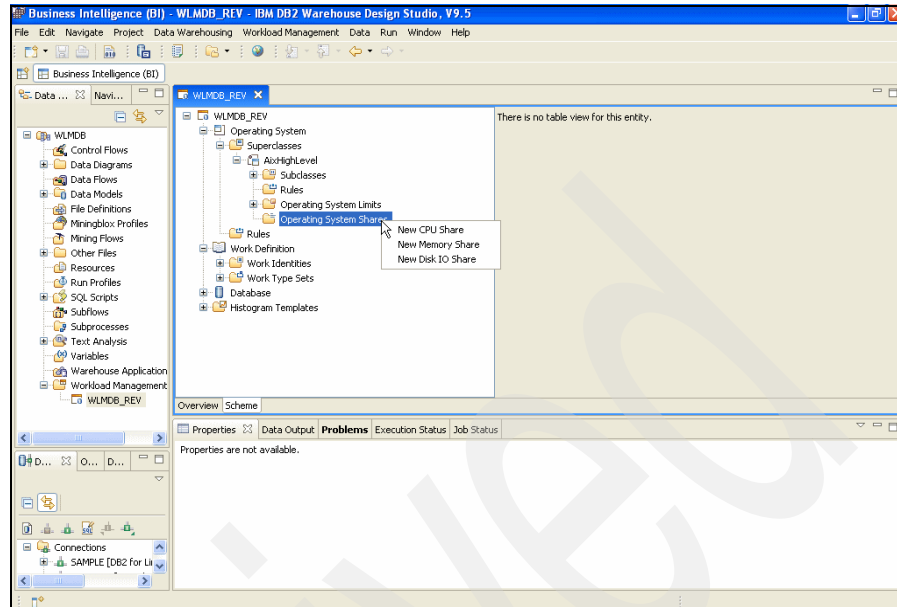 Business Intelligence (BI) - WLMDB_REV - IBM DB2 Warehouse Design Studio, V9.5
File Edit Navigate Project Data Warehousing Workload Management Data Run Window Help
Business Intelligence (BI)
Data ... Navi...
WLMDB
Control Flows
Data Diagrams
Data Flows
Data Models
File Definitions
Miningblox Profiles
Mining Flows
Other Files
Resources
Run Profiles
SQL Scripts
Subflows
Subprocesses
Text Analysis
Variables
Warehouse Application
Workload Management
WLMDB_REV
WLMDB_REV
WLMDB_REV
Operating System
Superclasses
AixHighLevel
Subclasses
Rules
Operating System Limits
Operating System Shares
Rules
Work Definition
Work Identities
Work Type Sets
Database
Histogram Templates
New CPU Share
New Memory Share
New Disk IO Share
Overview Scheme
There is no table view for this entity.
Properties Data Output Problems Execution Status Job Status
Properties are not available.
D... O... D...
Connections
SAMPLE [DB2 for Li